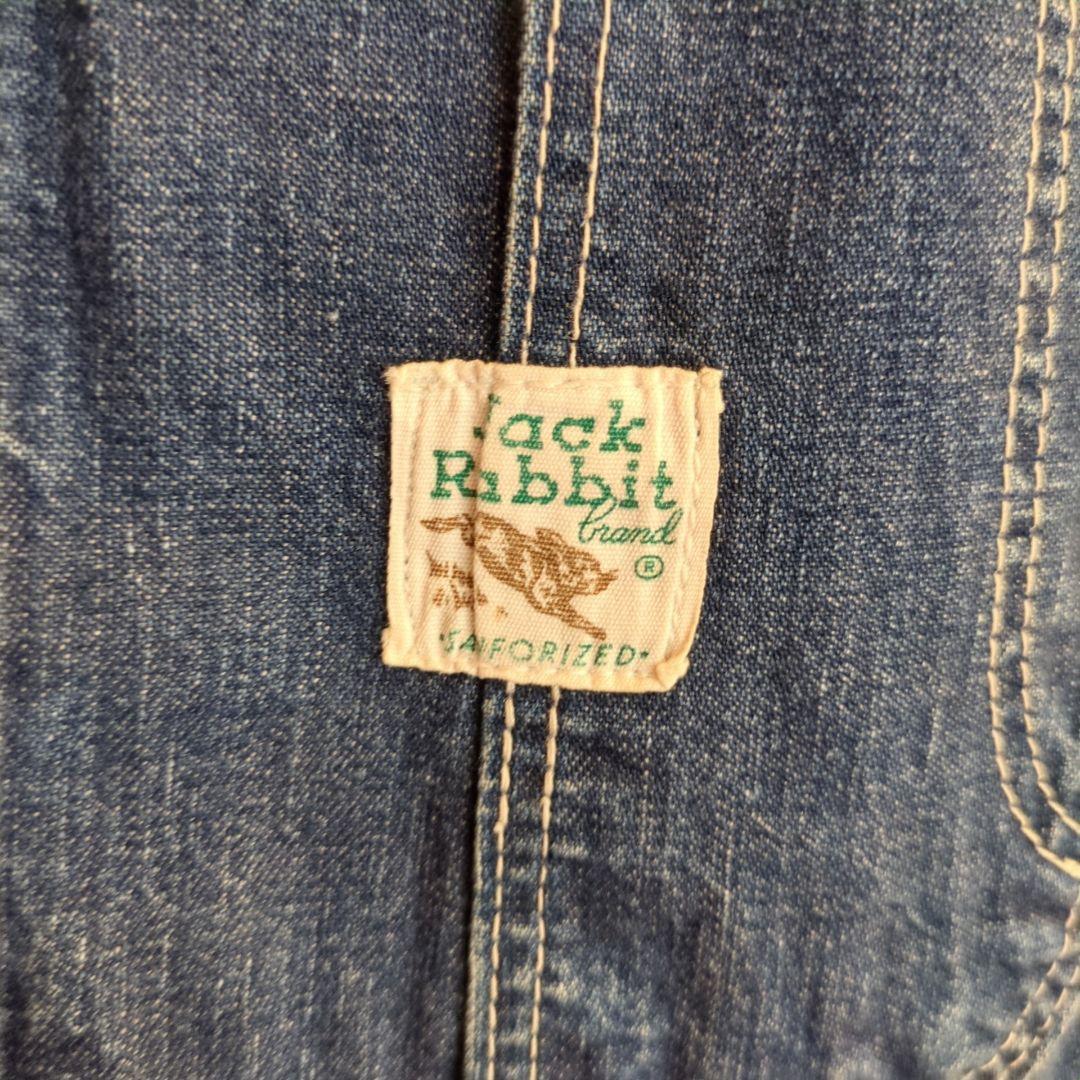 Jack
Rabbit
brand
®
"SANFORIZED"